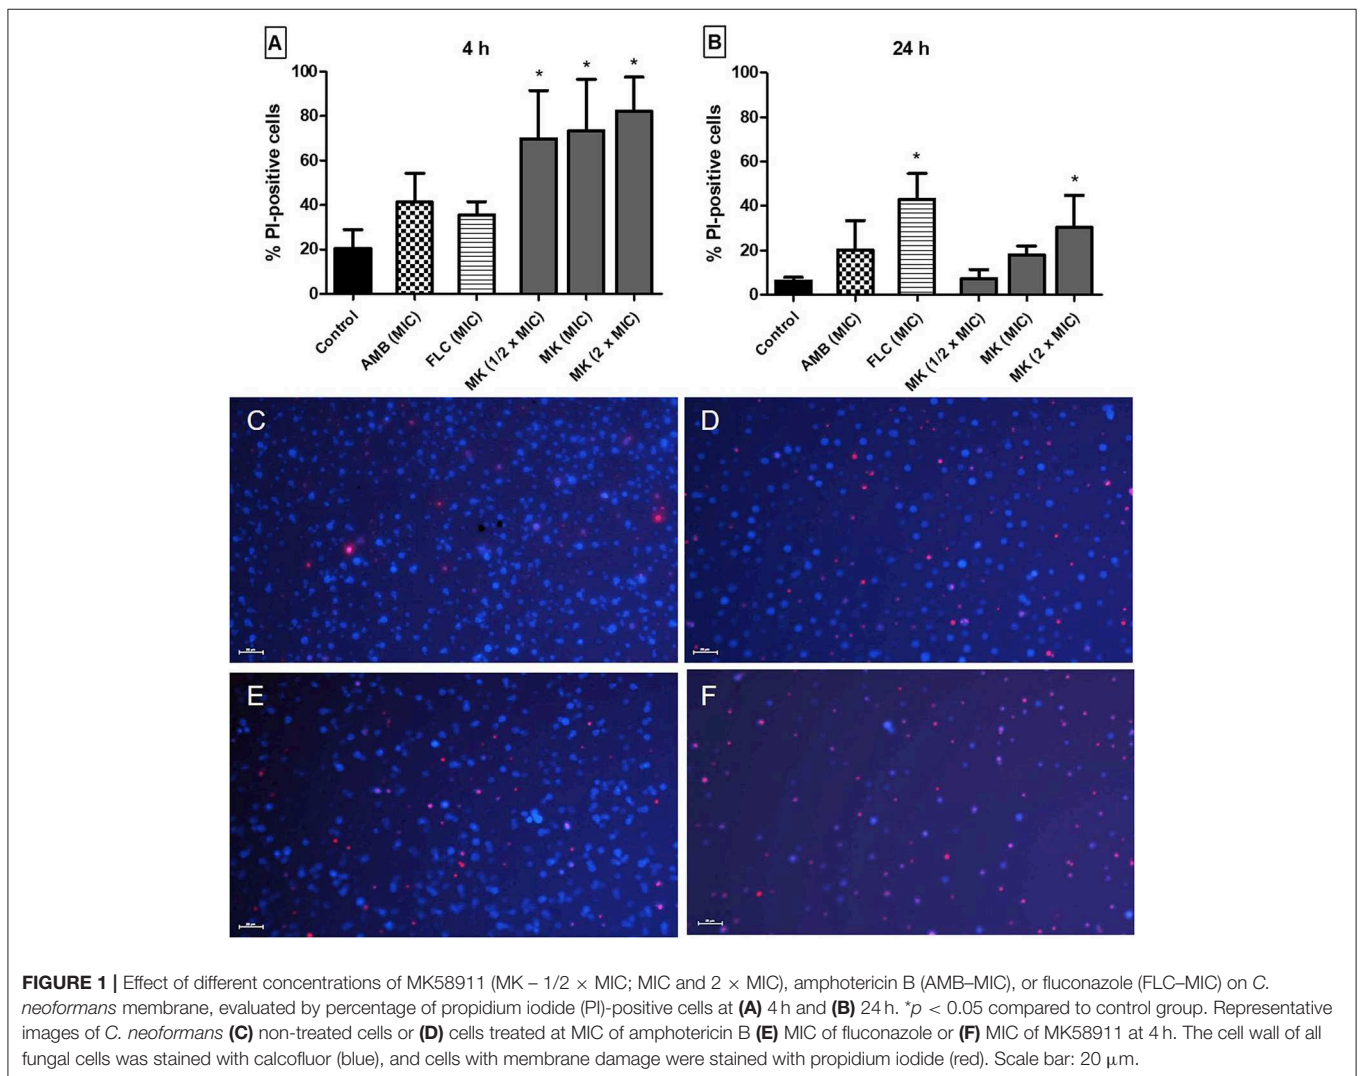 A
4 h
% PI-positive cells
100
80
60
40
20
0
* * *
Control
AMB (MIC)
FLC (MIC)
MK (1/2 x MIC)
MK (MIC)
MK (2 x MIC)
B
24 h
% PI-positive cells
100
80
60
40
20
0
* *
Control
AMB (MIC)
FLC (MIC)
MK (1/2 x MIC)
MK (MIC)
MK (2 x MIC)
C
D
E
F
FIGURE 1 | Effect of different concentrations of MK58911 (MK – 1/2 × MIC; MIC and 2 × MIC), amphotericin B (AMB–MIC), or fluconazole (FLC–MIC) on C.
neoformans membrane, evaluated by percentage of propidium iodide (PI)-positive cells at (A) 4 h and (B) 24 h. *p < 0.05 compared to control group. Representative
images of C. neoformans (C) non-treated cells or (D) cells treated at MIC of amphotericin B (E) MIC of fluconazole or (F) MIC of MK58911 at 4 h. The cell wall of all
fungal cells was stained with calcofluor (blue), and cells with membrane damage were stained with propidium iodide (red). Scale bar: 20 μm.